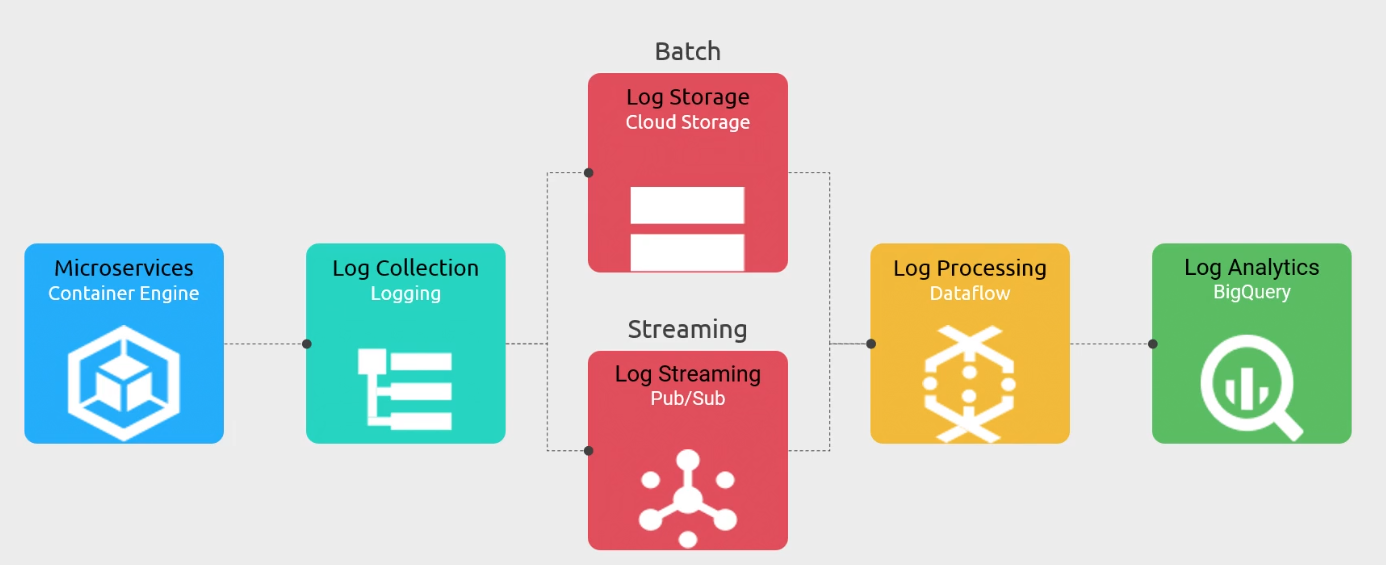 Batch
Log Storage
Cloud Storage
Microservices
Container Engine
Log Collection
Logging
Streaming
Log Streaming
Pub/Sub
Log Processing
Dataflow
Log Analytics
BigQuery